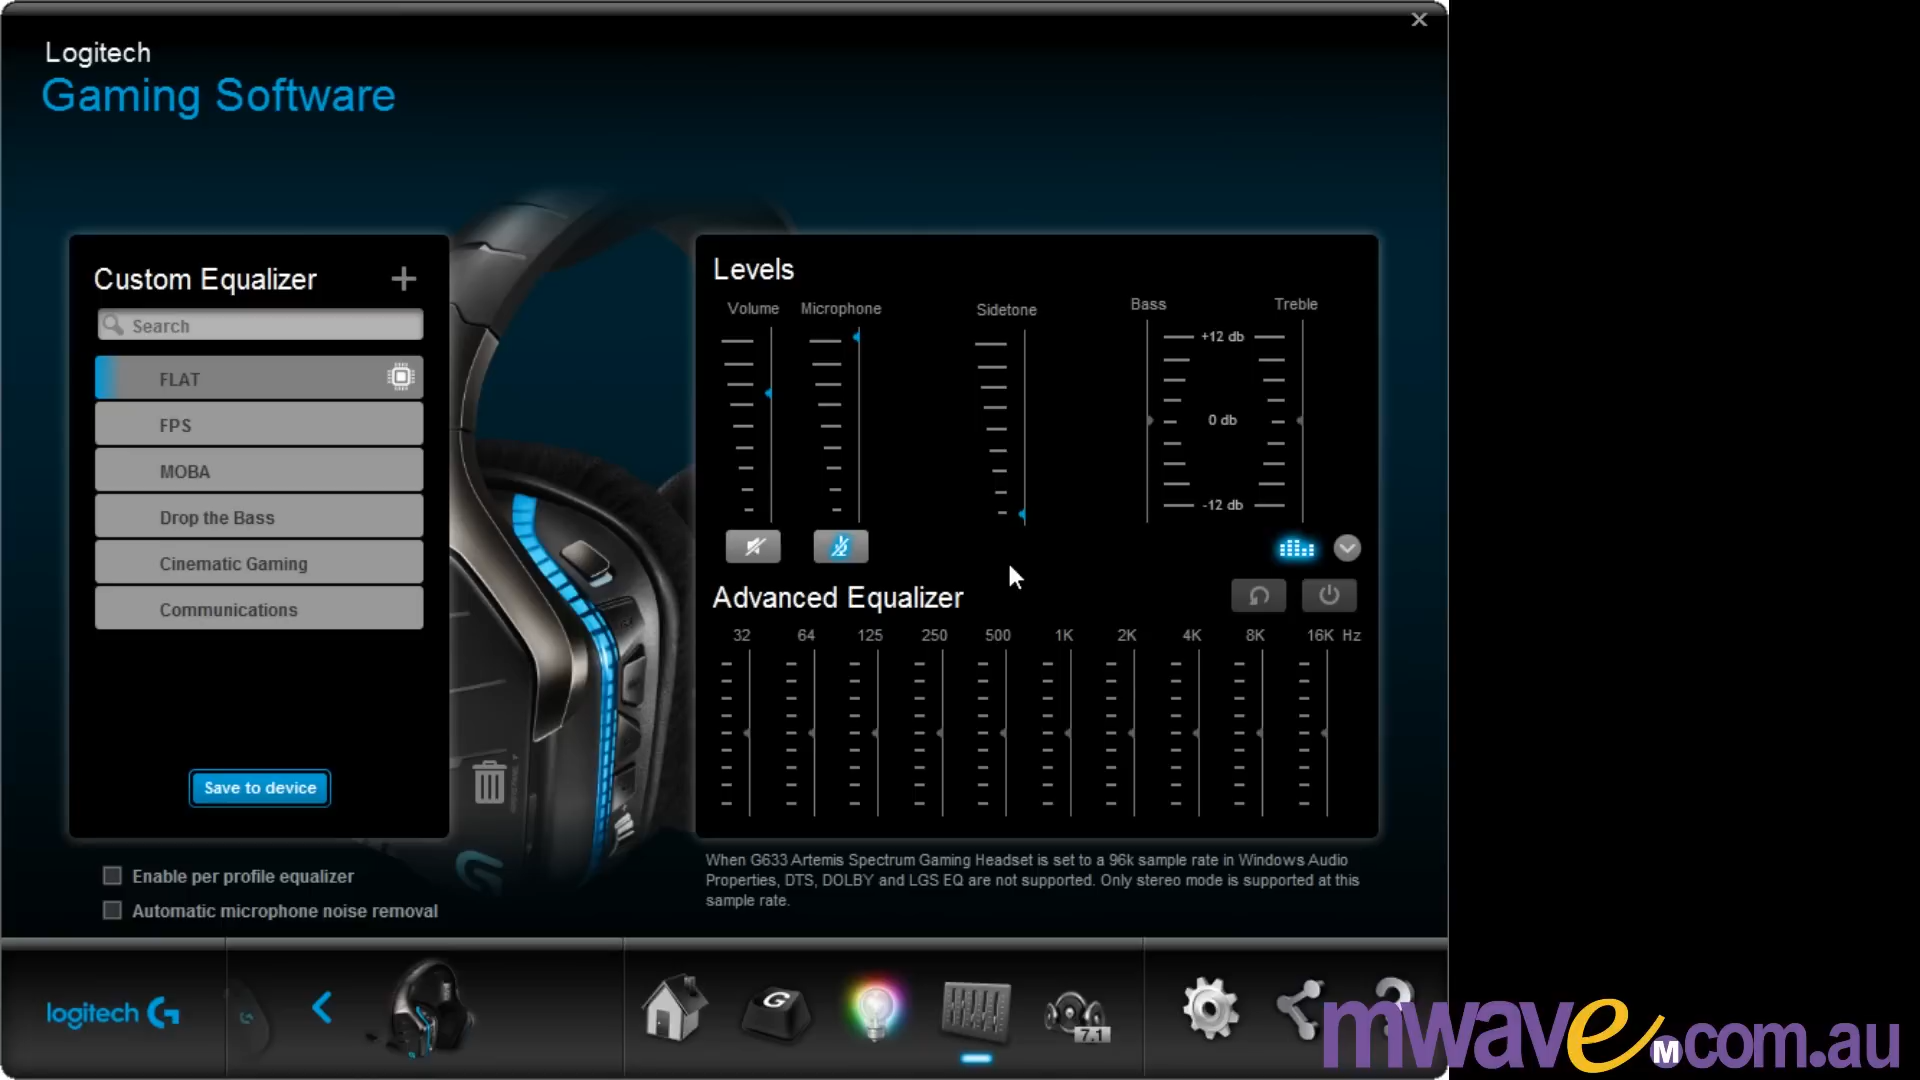 Logitech
Gaming Software
Custom Equalizer
Search
FLAT
FPS
MOBA
Drop the Bass
Cinematic Gaming
Communications
Save to device
Enable per profile equalizer
Automatic microphone noise removal
Levels
Volume Microphone Sidetone Bass Treble
+12 db
0 db
-12 db
Advanced Equalizer
32 64 125 250 500 1K 2K 4K 8K 16K Hz
When G633 Artemis Spectrum Gaming Headset is set to a 96k sample rate in Windows Audio
Properties, DTS, DOLBY and LGS EQ are not supported. Only stereo mode is supported at this
sample rate.
logitech G
G
7.1
?
mwave.com.au
M